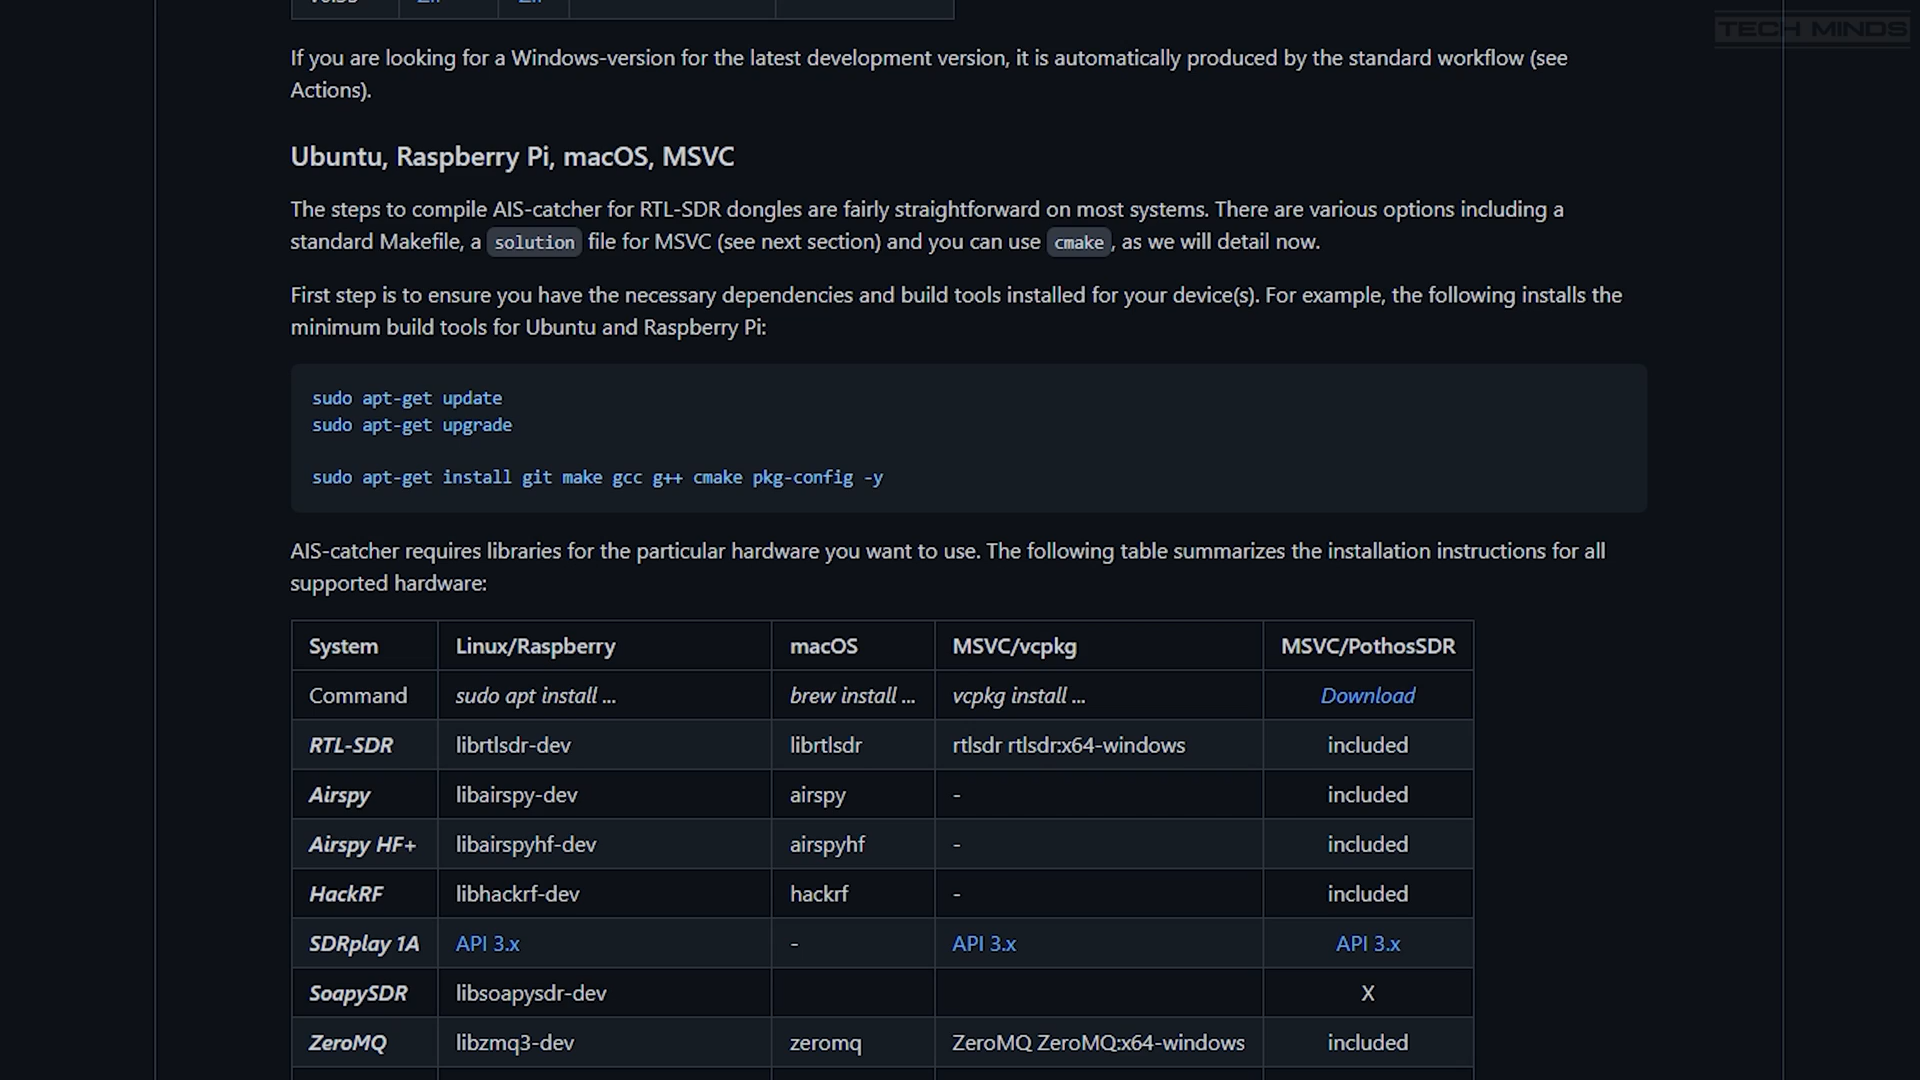 TECH MINDS
If you are looking for a Windows-version for the latest development version, it is automatically produced by the standard workflow (see
Actions).
Ubuntu, Raspberry Pi, macOS, MSVC
The steps to compile AIS-catcher for RTL-SDR dongles are fairly straightforward on most systems. There are various options including a
standard Makefile, a solution file for MSVC (see next section) and you can use cmake, as we will detail now.
First step is to ensure you have the necessary dependencies and build tools installed for your device(s). For example, the following installs the
minimum build tools for Ubuntu and Raspberry Pi:
sudo apt-get update
sudo apt-get upgrade
sudo apt-get install git make gcc g++ cmake pkg-config -y
AIS-catcher requires libraries for the particular hardware you want to use. The following table summarizes the installation instructions for all
supported hardware:
System Linux/Raspberry macOS MSVC/vcpkg MSVC/PothosSDR
Command sudo apt install ... brew install ... vcpkg install ... Download
RTL-SDR librtlsdr-dev librtlsdr rtlsdr rtlsdr:x64-windows included
Airspy libairspy-dev airspy - included
Airspy HF+ libairspyhf-dev airspyhf - included
HackRF libhackrf-dev hackrf - included
SDRplay 1A API 3.x - API 3.x API 3.x
SoapySDR libsoapysdr-dev X
ZeroMQ libzmq3-dev zeromq ZeroMQ ZeroMQ:x64-windows included